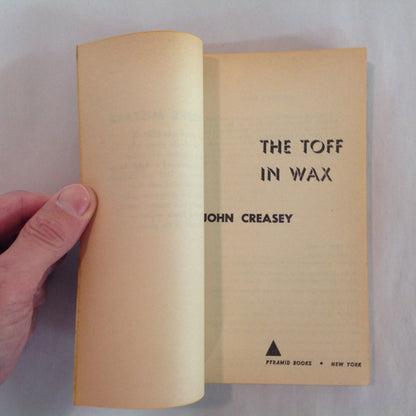 THE TOFF
IN WAX
JOHN CREASEY
PYRAMID BOOKS • NEW YORK